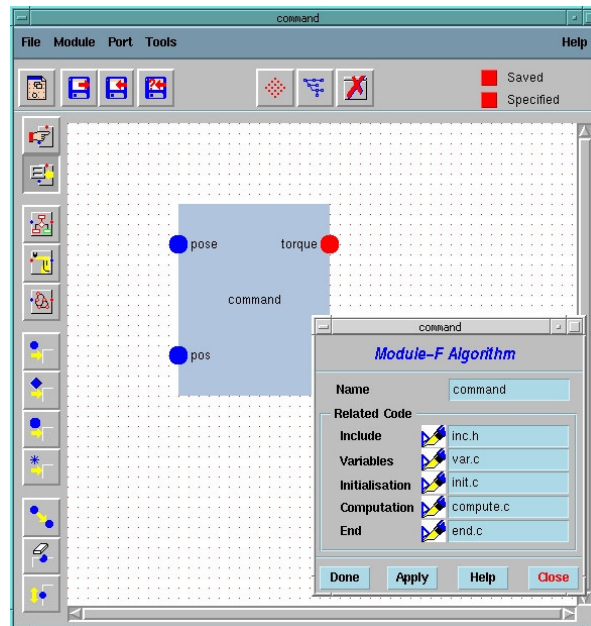 command
File Module Port Tools Help
Saved
Specified
pose torque
command
pos
command
Module-F Algorithm
Name command
Related Code
Include inc.h
Variables var.c
Initialisation init.c
Computation compute.c
End end.c
Done Apply Help Close